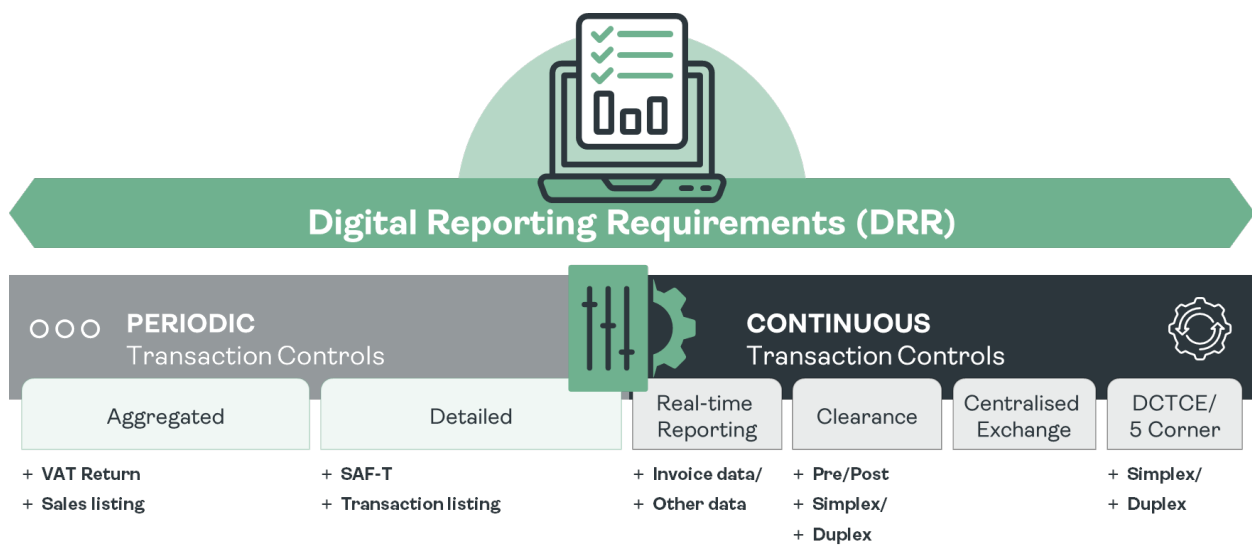 Digital Reporting Requirements (DRR)
PERIODIC
Transaction Controls
CONTINUOUS
Transaction Controls
Aggregated
+ VAT Return
+ Sales listing
Detailed
+ SAF-T
+ Transaction listing
Real-time
Reporting
+ Invoice data/
+ Other data
Clearance
+ Pre/Post
+ Simplex/
+ Duplex
Centralised
Exchange
DCTCE/
5 Corner
+ Simplex/
+ Duplex